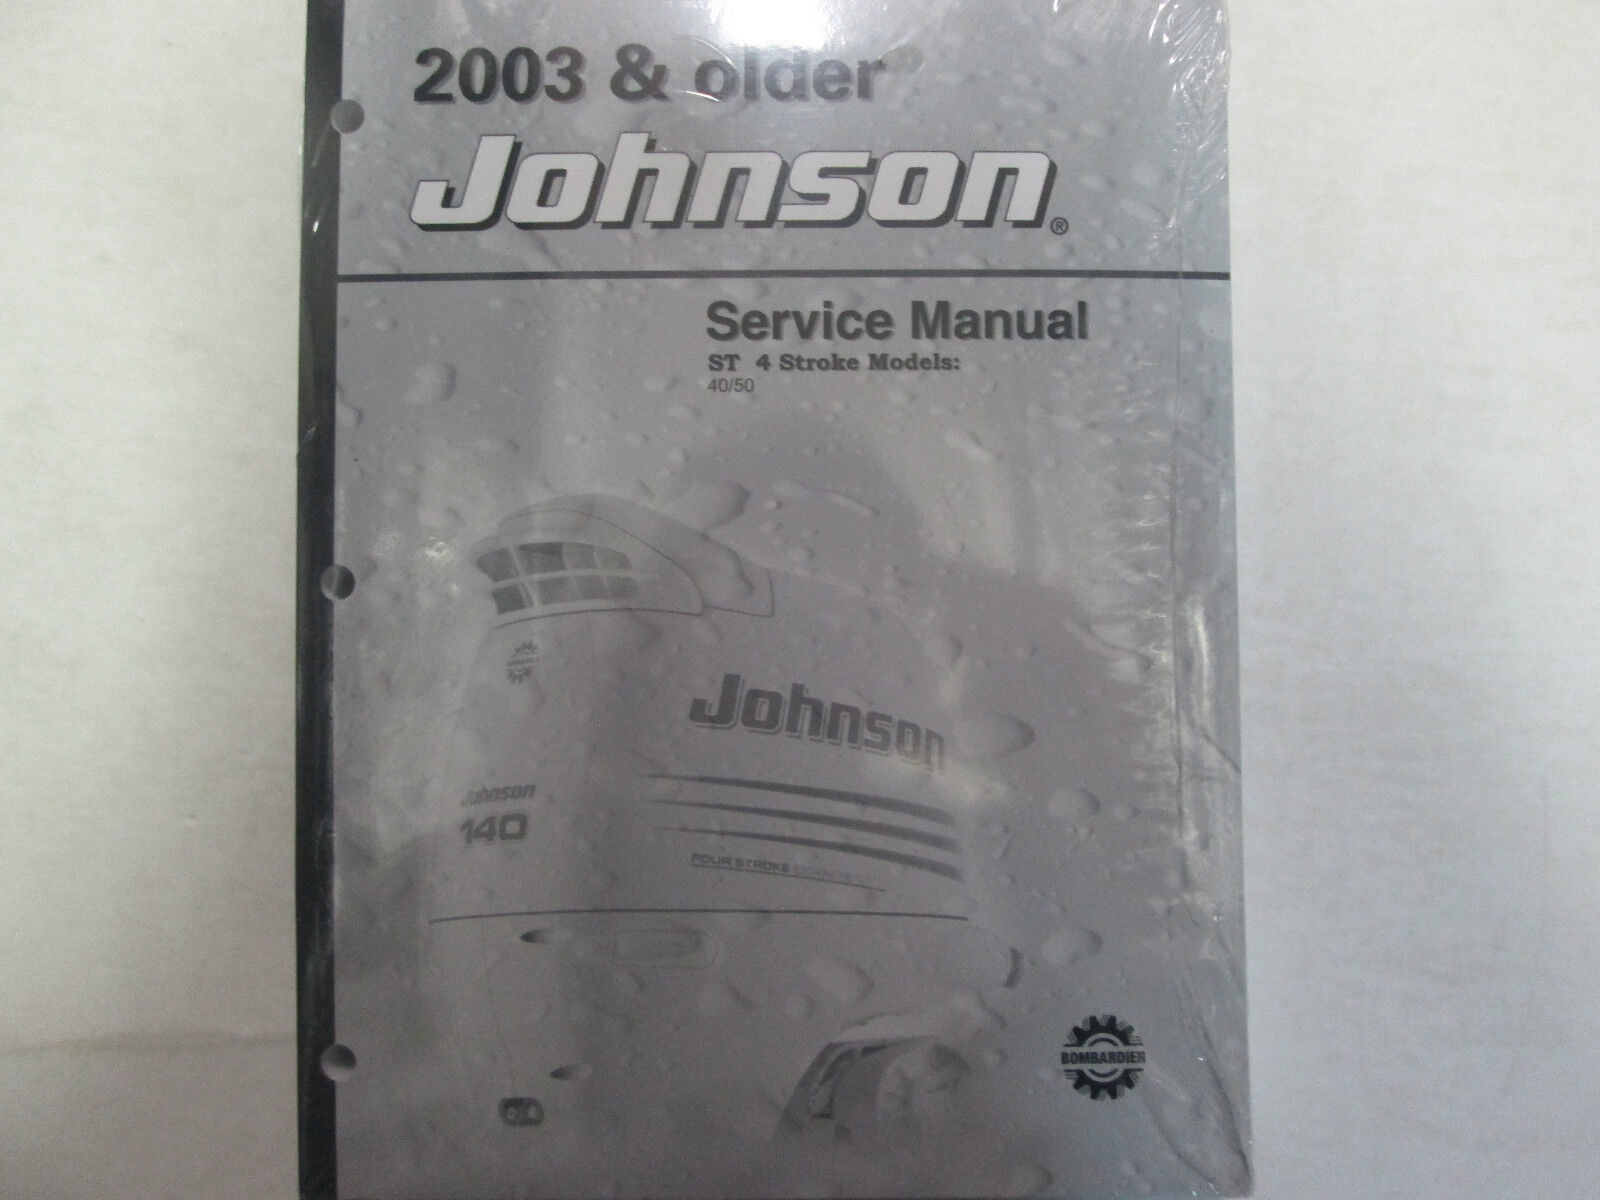 2003 & older
Johnson®
Service Manual
ST 4 Stroke Models:
40/50
Johnson
Johnson
140
FOUR STROKE
BOMBARDIER